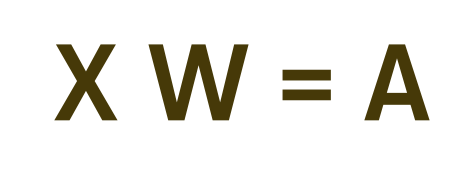 X W = A